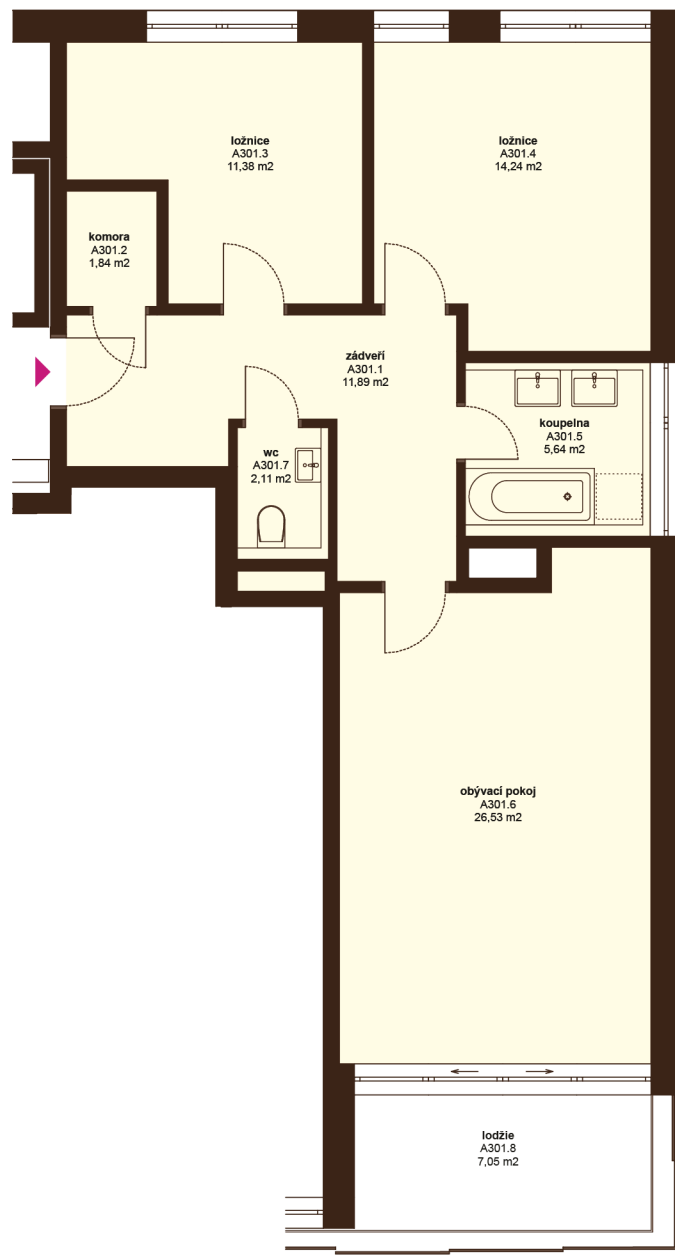 ložnice
A301.3
11,38 m2
ložnice
A301.4
14,24 m2
komora
A301.2
1,84 m2
zádveří
A301.1
11,89 m2
koupelna
A301.5
5,64 m2
wc
A301.7
2,11 m2
obývací pokoj
A301.6
26,53 m2
lodžie
A301.8
7,05 m2